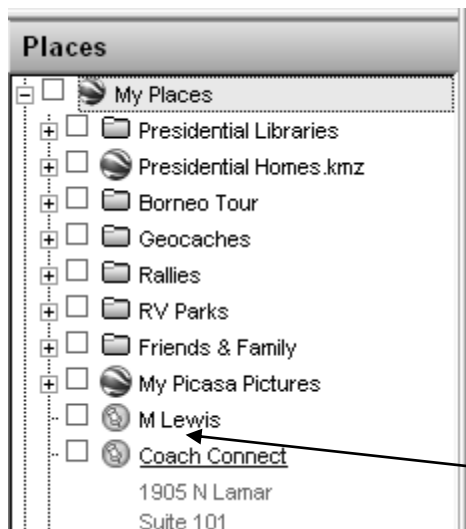 Places
My Places
Presidential Libraries
Presidential Homes.kmz
Borneo Tour
Geocaches
Rallies
RV Parks
Friends & Family
My Picasa Pictures
M Lewis
Coach Connect
1905 N Lamar
Suite 101